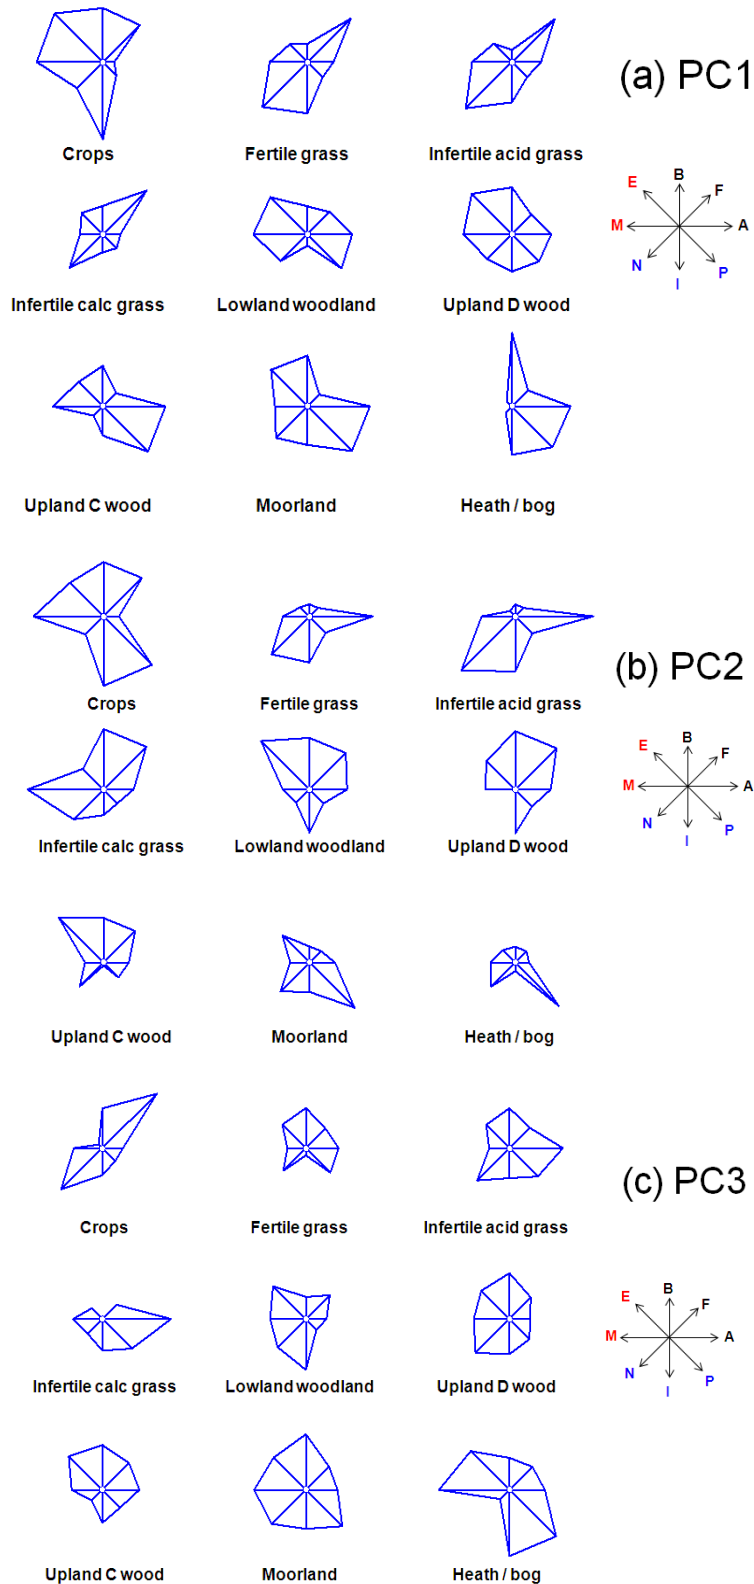 (a) PC1
Crops
Fertile grass
Infertile acid grass
B
E
F
M
A
N
P
I
Infertile calc grass
Lowland woodland
Upland D wood
Upland C wood
Moorland
Heath / bog
(b) PC2
Crops
Fertile grass
Infertile acid grass
B
E
F
M
A
N
P
I
Infertile calc grass
Lowland woodland
Upland D wood
Upland C wood
Moorland
Heath / bog
(c) PC3
Crops
Fertile grass
Infertile acid grass
B
E
F
M
A
N
P
I
Infertile calc grass
Lowland woodland
Upland D wood
Upland C wood
Moorland
Heath / bog